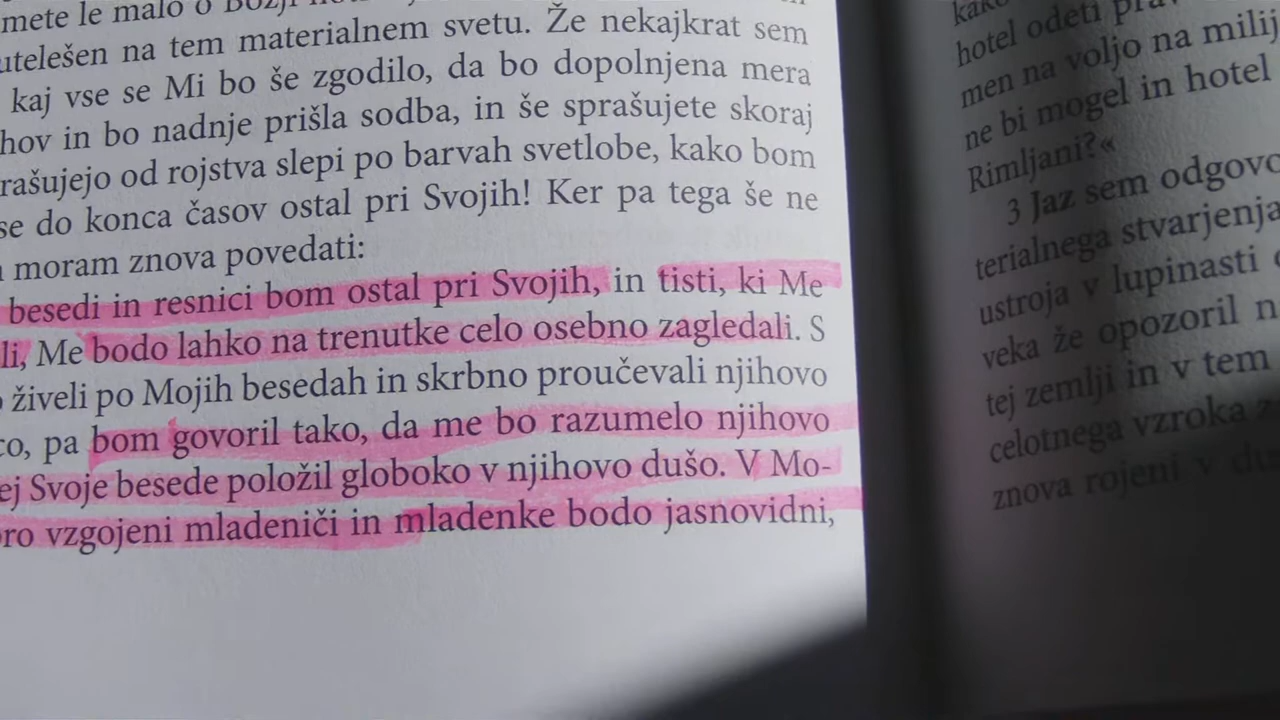 mete le malo o Božji
na tem materialnem svetu. Že nekajkrat sem
kaj vse se Mi bo še zgodilo, da bo dopolnjena mera
hov in bo nadnje prišla sodba, in še sprašujete skoraj
rašujejo od rojstva slepi po barvah svetlobe, kako bom
se do konca časov ostal pri Svojih! Ker pa tega še ne
moram znova povedati:
besedi in resnici bom ostal pri Svojih, in tisti, ki Me
li, Me bodo lahko na trenutke celo osebno zagledali. S
živeli po Mojih besedah in skrbno proučevali njihovo
co, pa bom govoril tako, da me bo razumelo njihovo
ej Svoje besede položil globoko v njihovo dušo. V Mo-
ro vzgojeni mladeniči in mladenke bodo jasnovidni,
kako
hotel odeti
men na voljo na milij
ne bi mogel in hotel
Rimljani?«
3 Jaz sem odgovo
terialnega stvarjenja
ustroja v lupinasti
veka že opozoril n
tej zemlji in v tem
celotnega vzroka
znova rojeni v